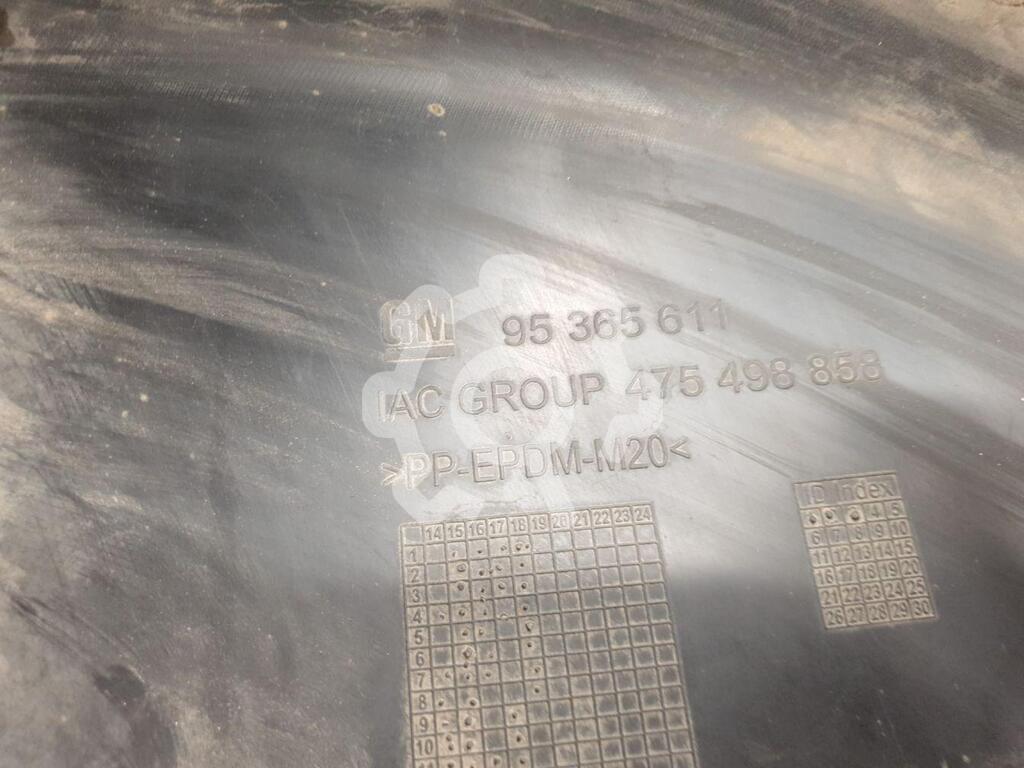 GM 95 365 611
IAC GROUP 475 498 858
>PP-EPDM-M20<
14 15 16 17 18 19 20 21 22 23 24
1
2
3
4
5
6
7
8
9
10
ID Index
4 5
6 7 8 9 10
11 12 13 14 15
16 17 18 19 20
21 22 23 24 25
26 27 28 29 30